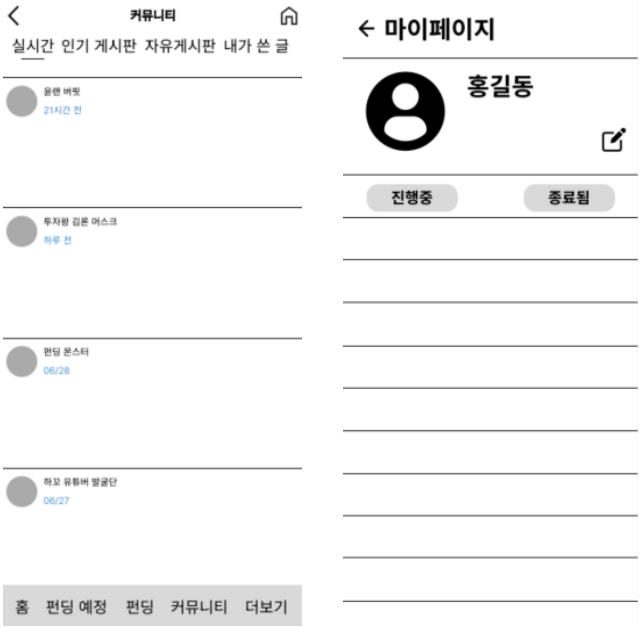 커뮤니티
실시간 인기 게시판 자유게시판 내가 쓴 글
윤랜 버핏
21시간 전
투자왕 김론 머스크
하루 전
펀딩 몬스터
06/28
하꼬 유튜버 발굴단
06/27
홈 펀딩 예정 펀딩 커뮤니티 더보기
마이페이지
홍길동
진행중 종료됨